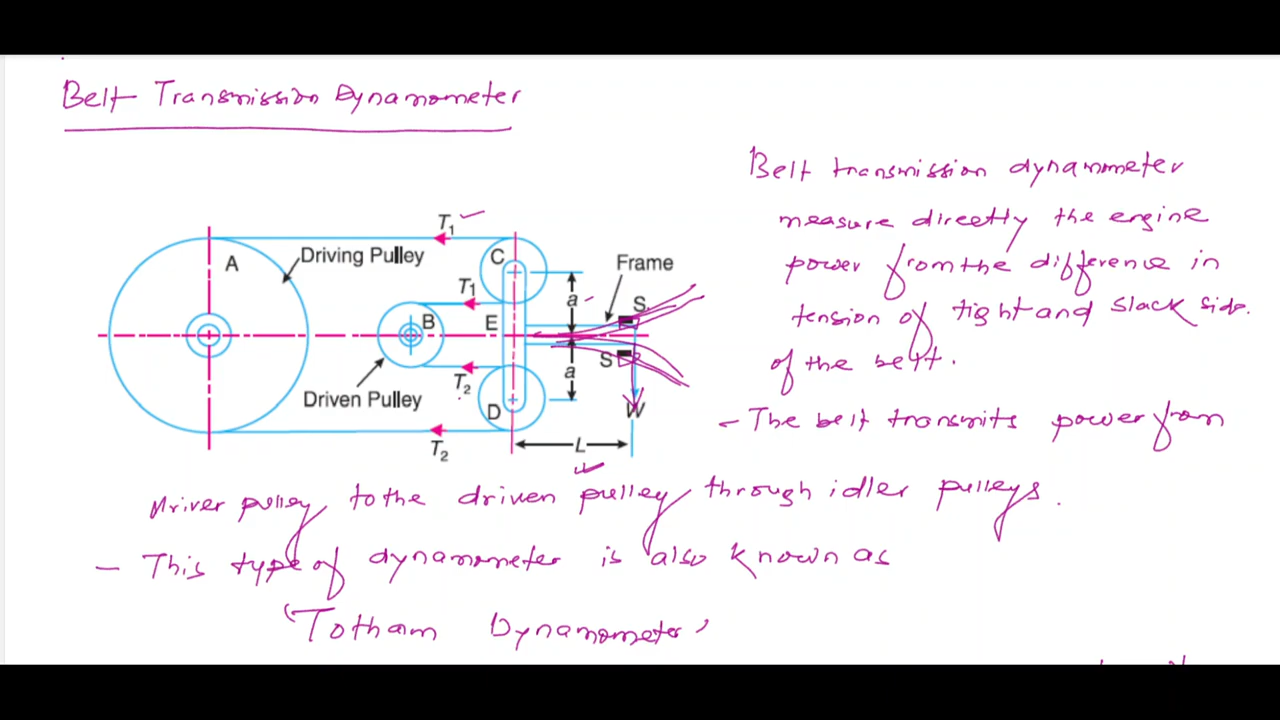 Belt Transmission Dynamometer
Belt transmission dynamometer
measure directly the engine
power from the difference in
tension of tight and slack side.
of the belt.
- The belt transmits power from
driver pulley to the driven pulley through idler pulleys.
- This type of dynamometer is also known as
'Totham Dynamometer'
T1
C
A
Driving Pulley
Frame
T1
a
S
B
E
S
a
T2
Driven Pulley
D
W
T2
L